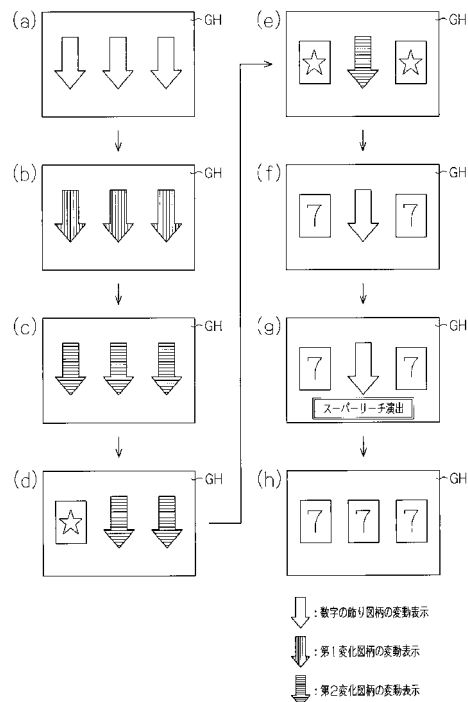 (a) GH
(b) GH
(c) GH
(d) GH
(e) GH
(f) GH
7 7
(g) GH
7 7
スーパーリーチ演出
(h) GH
7 7 7
:数字の飾り図柄の変動表示
:第1変化図柄の変動表示
:第2変化図柄の変動表示